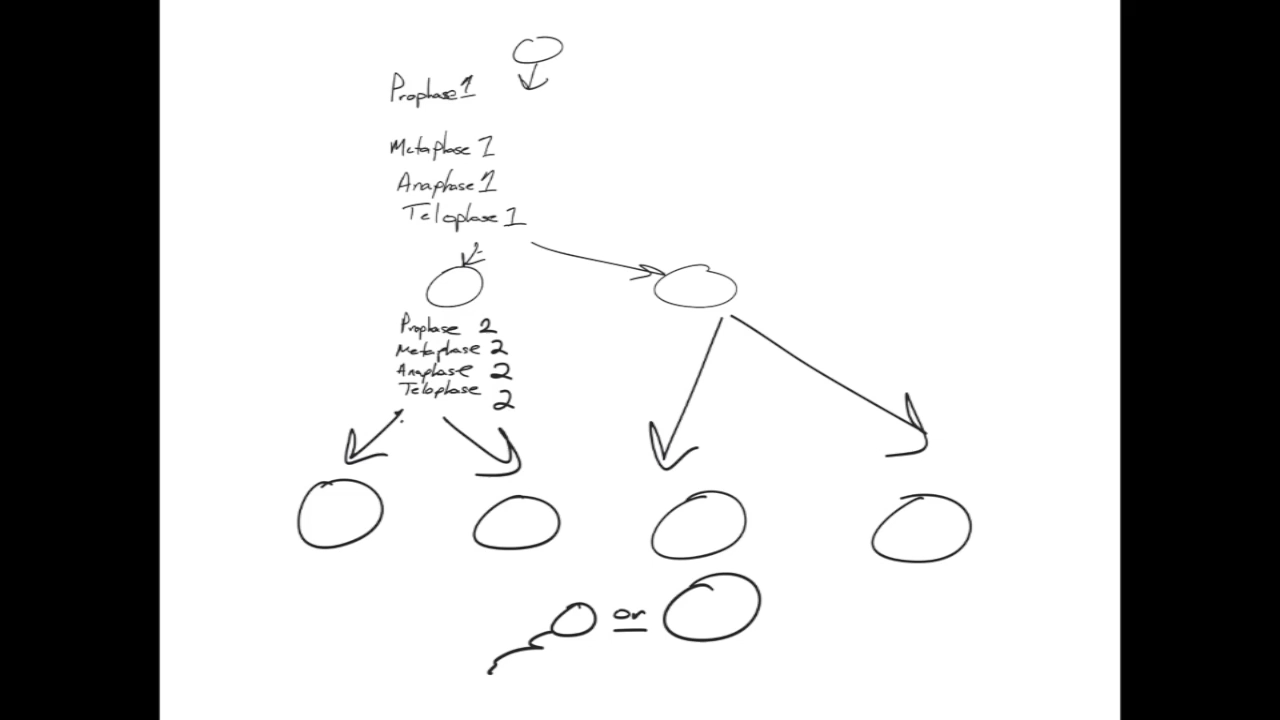 Prophase 1
Metaphase 1
Anaphase 1
Telophase 1
Prophase 2
Metaphase 2
Anaphase 2
Telophase 2
or